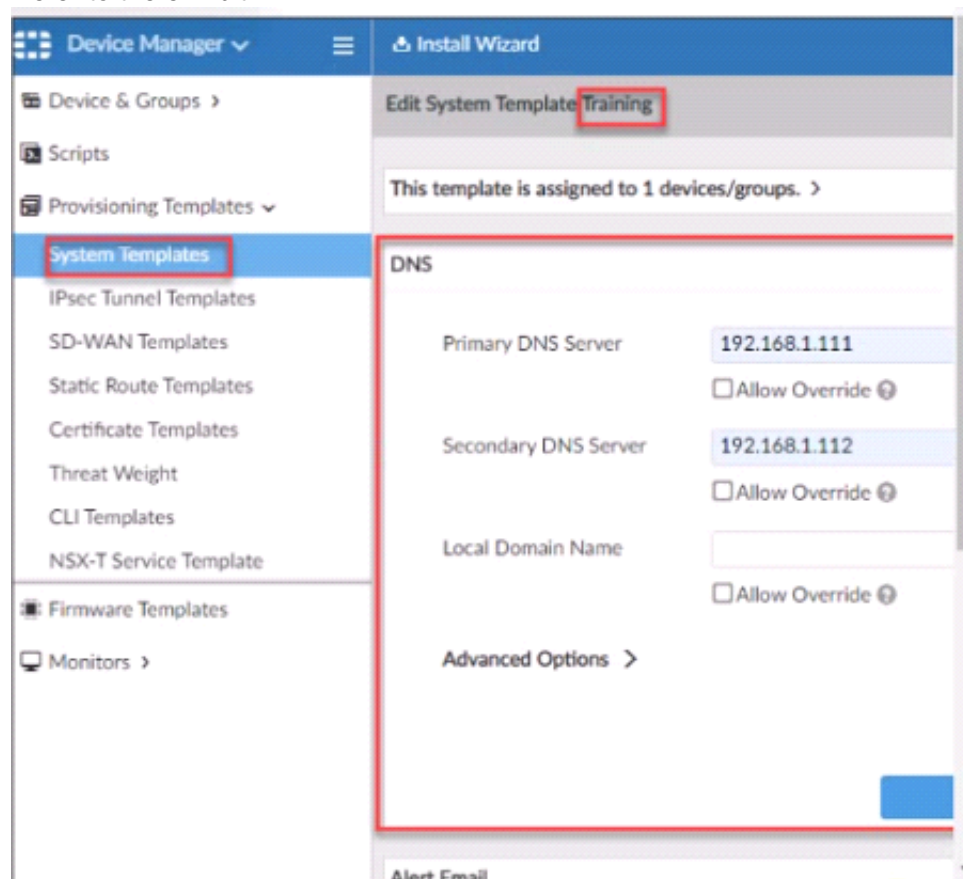 Device Manager
Install Wizard
Device & Groups
Edit System Template Training
Scripts
This template is assigned to 1 devices/groups. >
Provisioning Templates
System Templates
DNS
IPsec Tunnel Templates
SD-WAN Templates
Primary DNS Server 192.168.1.111
Static Route Templates
Allow Override
Certificate Templates
Secondary DNS Server 192.168.1.112
Threat Weight
Allow Override
CLI Templates
Local Domain Name
NSX-T Service Template
Allow Override
Firmware Templates
Monitors >
Advanced Options >
Alert Email